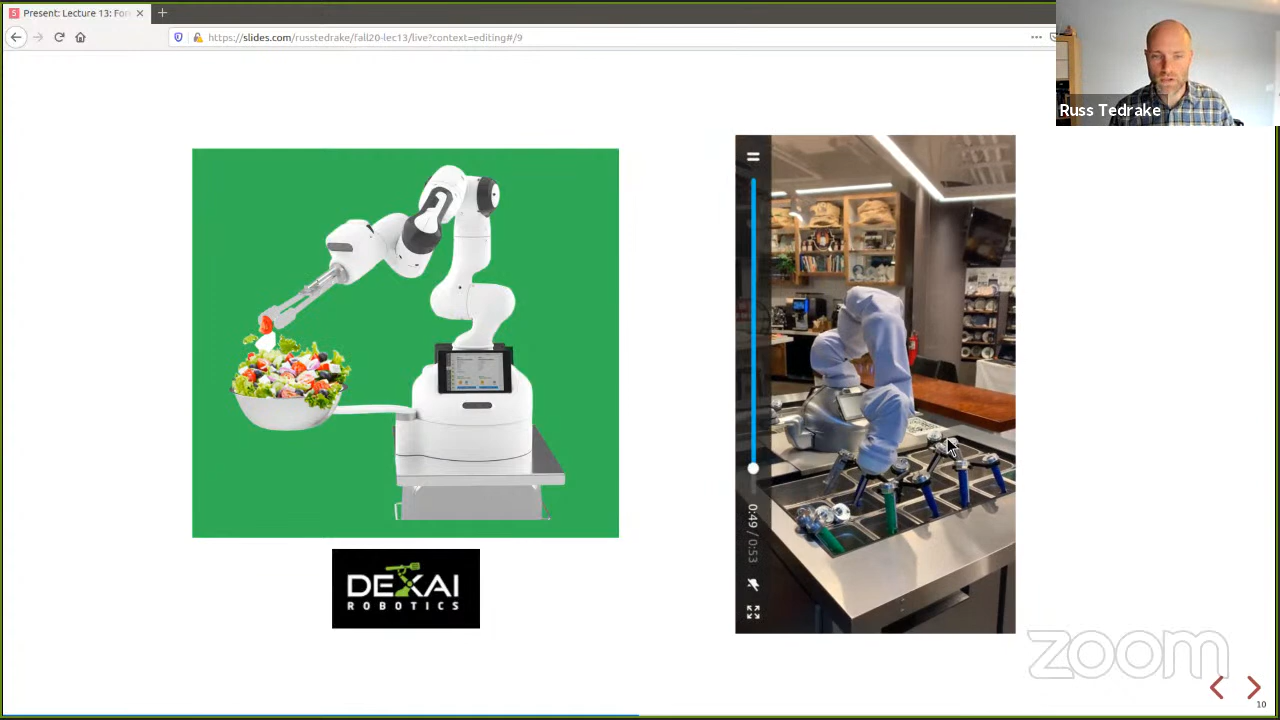 Present: Lecture 13: For
https://slides.com/russtedrake/fall20-lec13/live?context=editing#/9
Russ Tedrake
DEXAI
ROBOTICS
0:49 / 0:53
zoom
10